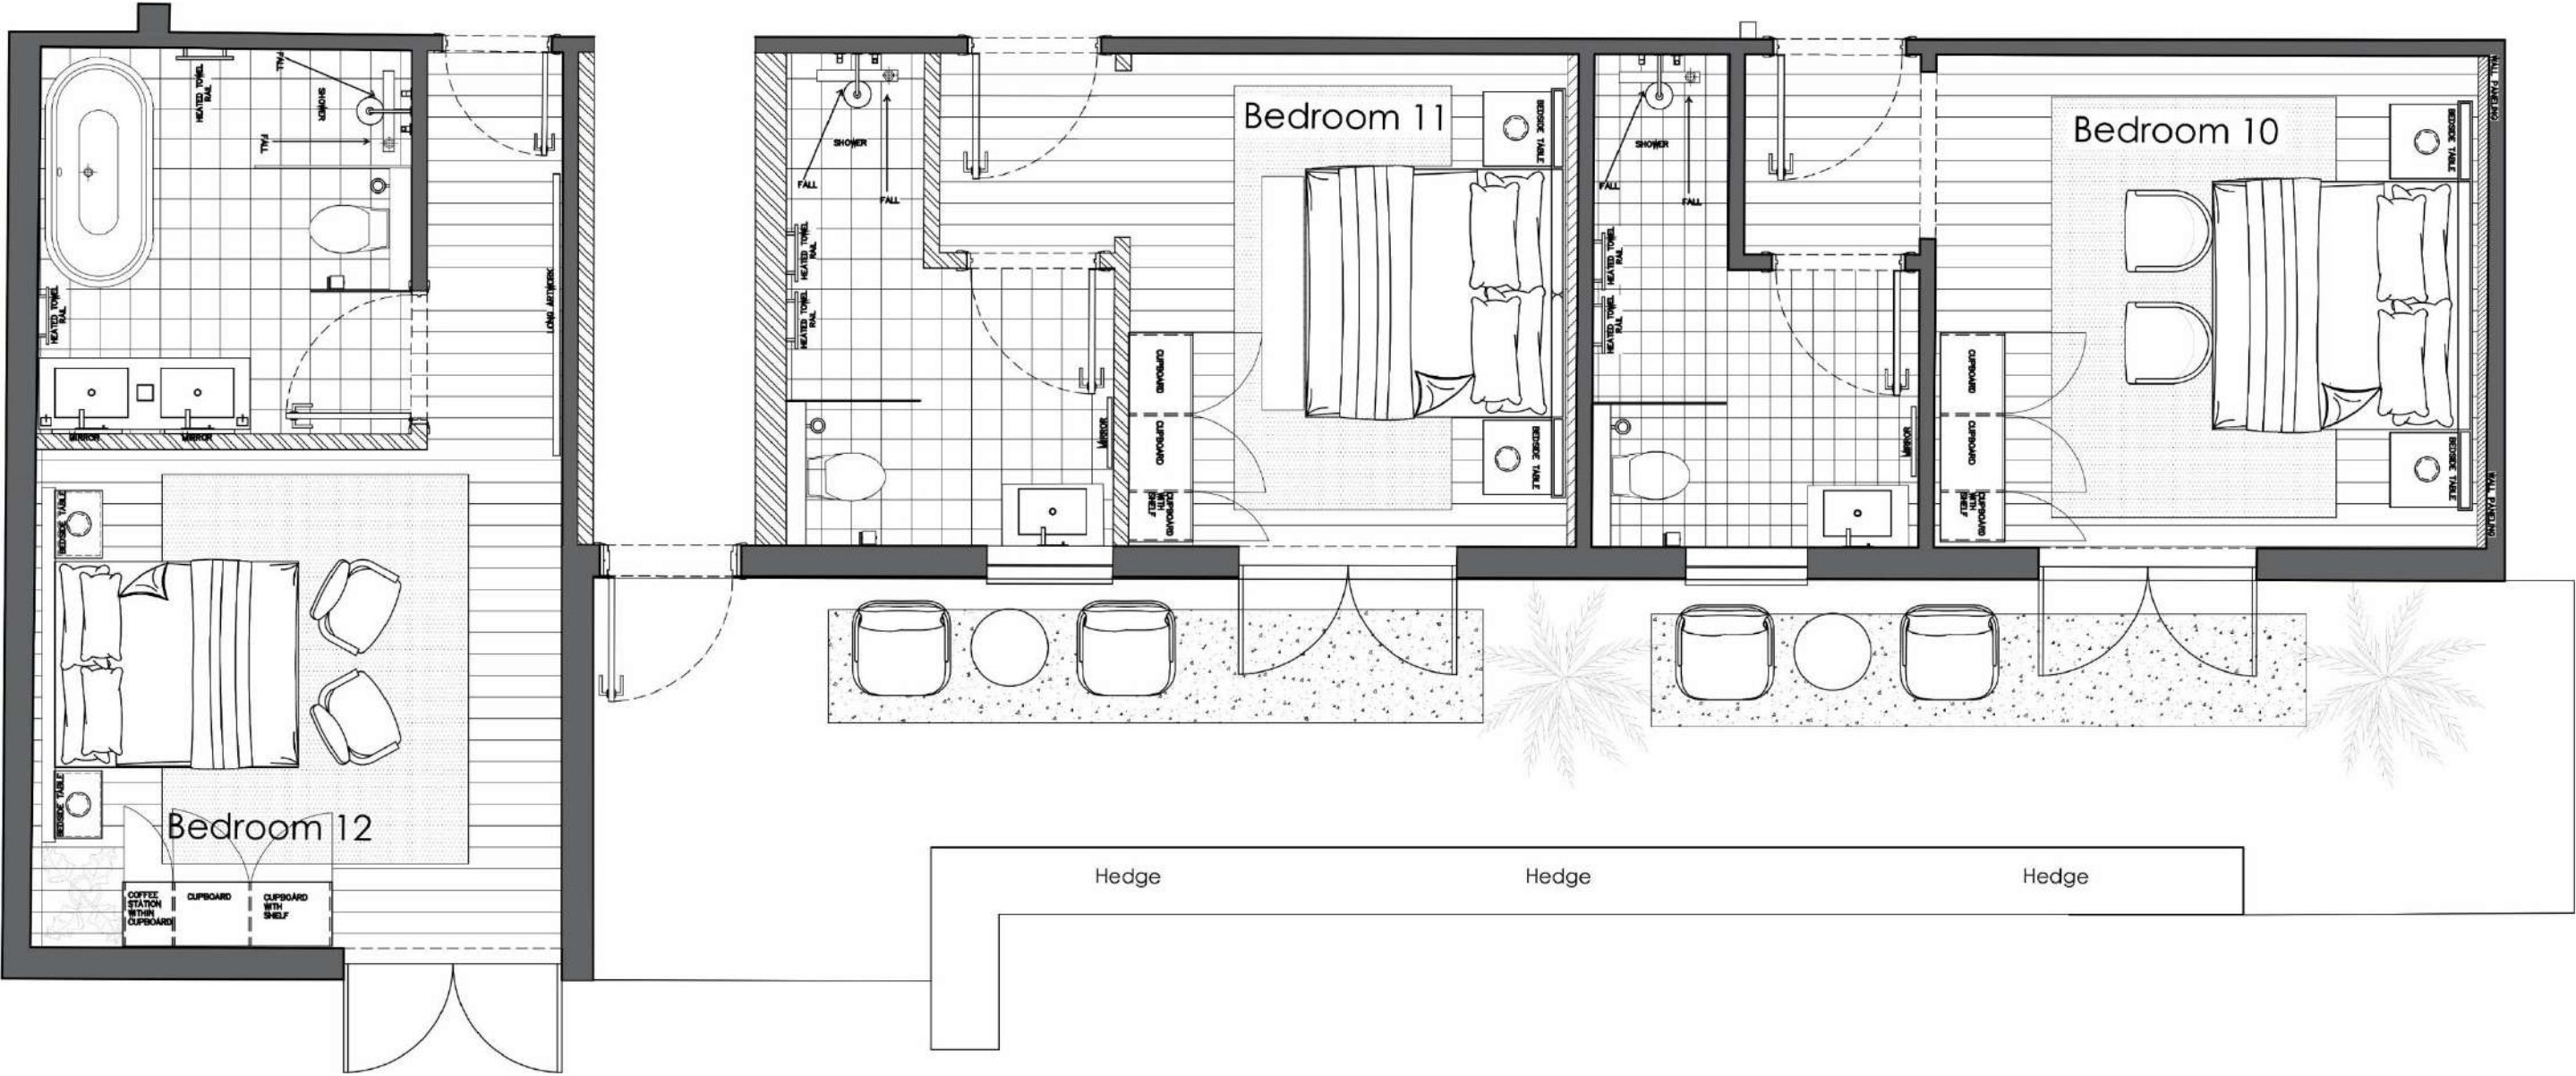 FALL
HEATED TOWEL
RAIL
SHOWER
FALL
HEATED TOWEL
RAIL
MIRROR
MIRROR
LONG ARTWORK
BEDSIDE TABLE
BEDSIDE TABLE
Bedroom 12
COFFEE
STATION
WITHIN
CUPBOARD
CUPBOARD
CUPBOARD
WITH
SHELF
SHOWER
FALL
FALL
HEATED TOWEL
RAIL
HEATED TOWEL
RAIL
MIRROR
Bedroom 11
BEDSIDE TABLE
CUPBOARD
CUPBOARD
CUPBOARD
WITH
SHELF
BEDSIDE TABLE
SHOWER
FALL
FALL
HEATED TOWEL
RAIL
HEATED TOWEL
RAIL
MIRROR
WALL PANELING
Bedroom 10
BEDSIDE TABLE
CUPBOARD
CUPBOARD
CUPBOARD
WITH
SHELF
BEDSIDE TABLE
WALL PANELING
Hedge
Hedge
Hedge